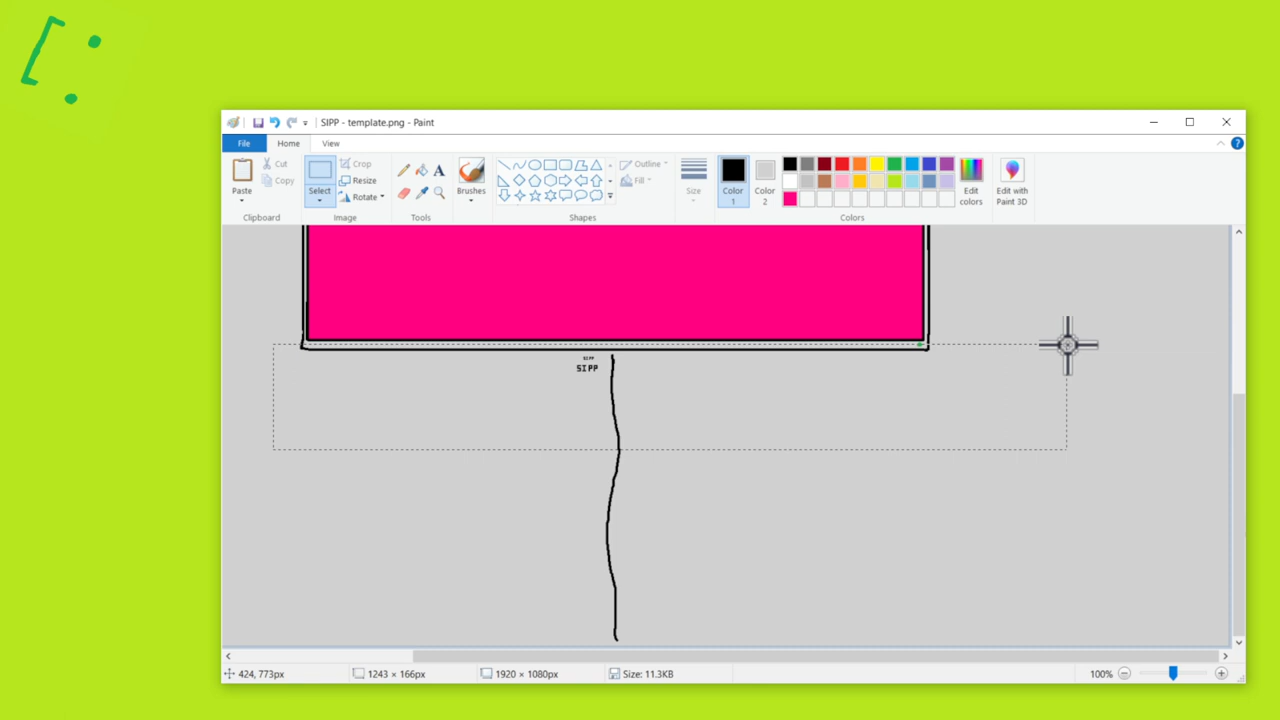 [:
SIPP - template.png - Paint
File Home View
Paste Cut Copy Select Crop Resize Rotate Brushes Outline Fill Size Color 1 Color 2 Edit colors Edit with Paint 3D
Clipboard Image Tools Shapes Colors
SIPP
SIPP
424, 773px 1243 × 166px 1920 × 1080px Size: 11.3KB 100%